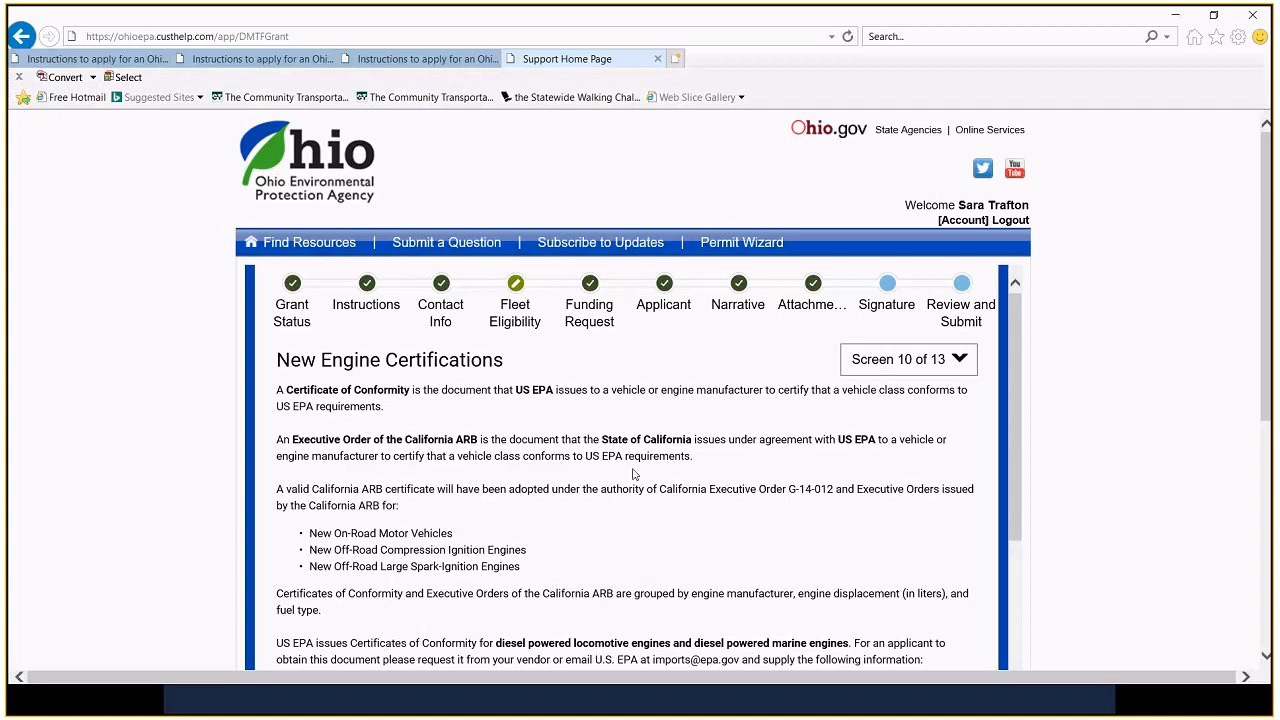 https://ohioepa.custhelp.com/app/DMTFGrant
Search...
Instructions to apply for an Ohi...
Instructions to apply for an Ohi...
Instructions to apply for an Ohi...
Support Home Page
x Convert Select
Free Hotmail Suggested Sites The Community Transporta... The Community Transporta... the Statewide Walking Chal... Web Slice Gallery
Ohio
Ohio Environmental
Protection Agency
Ohio.gov State Agencies | Online Services
You
Tube
Welcome Sara Trafton
[Account] Logout
Find Resources | Submit a Question | Subscribe to Updates | Permit Wizard
Grant
Status
Instructions
Contact
Info
Fleet
Eligibility
Funding
Request
Applicant
Narrative
Attachme...
Signature
Review and
Submit
New Engine Certifications
Screen 10 of 13
A Certificate of Conformity is the document that US EPA issues to a vehicle or engine manufacturer to certify that a vehicle class conforms to
US EPA requirements.
An Executive Order of the California ARB is the document that the State of California issues under agreement with US EPA to a vehicle or
engine manufacturer to certify that a vehicle class conforms to US EPA requirements.
A valid California ARB certificate will have been adopted under the authority of California Executive Order G-14-012 and Executive Orders issued
by the California ARB for:
• New On-Road Motor Vehicles
• New Off-Road Compression Ignition Engines
• New Off-Road Large Spark-Ignition Engines
Certificates of Conformity and Executive Orders of the California ARB are grouped by engine manufacturer, engine displacement (in liters), and
fuel type.
US EPA issues Certificates of Conformity for diesel powered locomotive engines and diesel powered marine engines. For an applicant to
obtain this document please request it from your vendor or email U.S. EPA at imports@epa.gov and supply the following information: